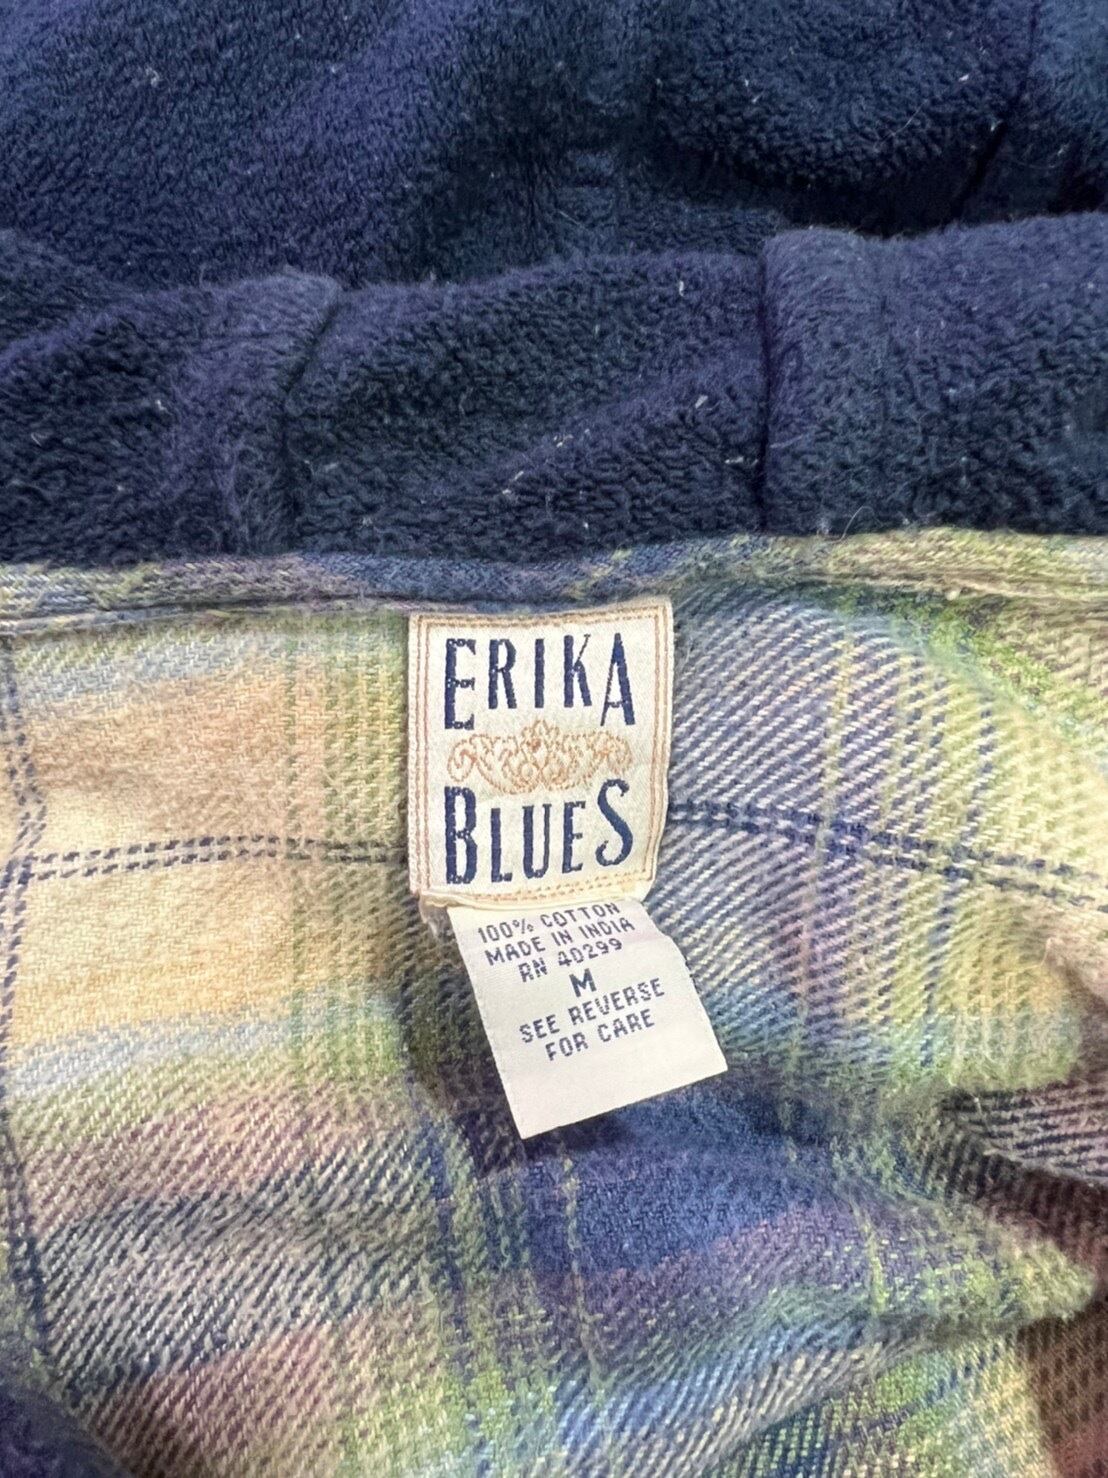 ERIKA
BLUES
100% COTTON
MADE IN INDIA
RN 40299
M
SEE REVERSE
FOR CARE